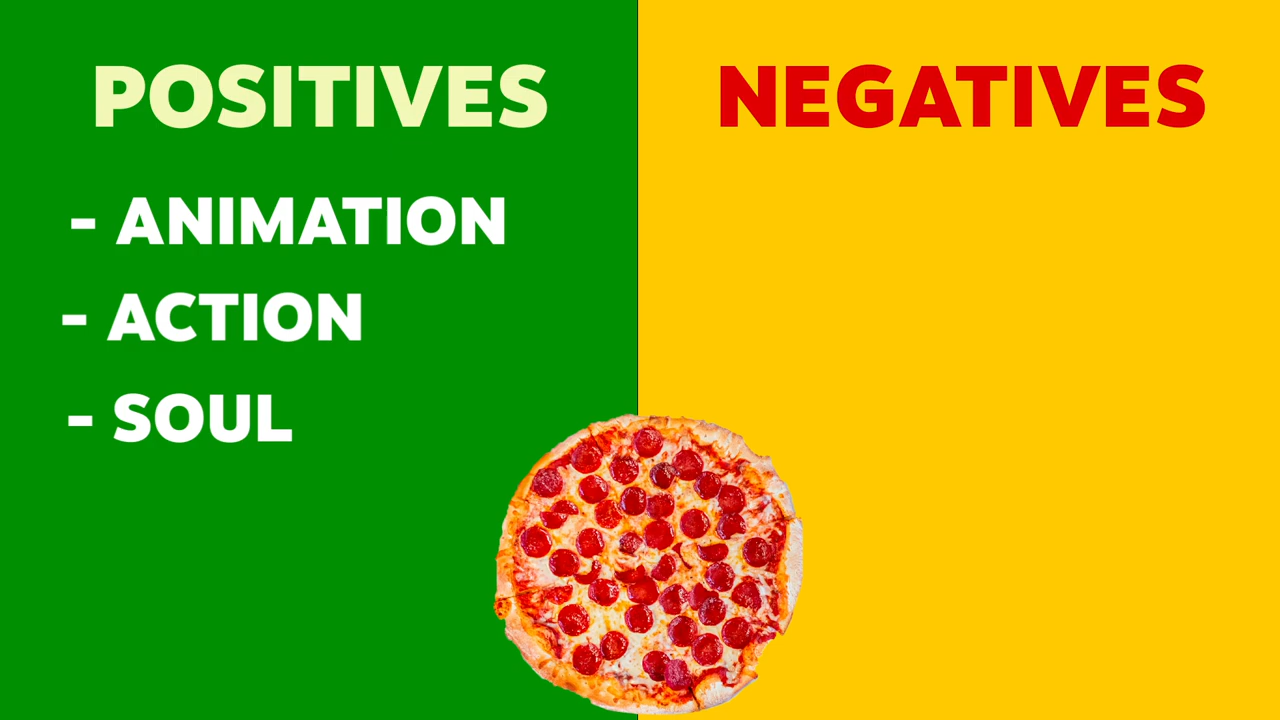 POSITIVES
- ANIMATION
- ACTION
- SOUL
NEGATIVES